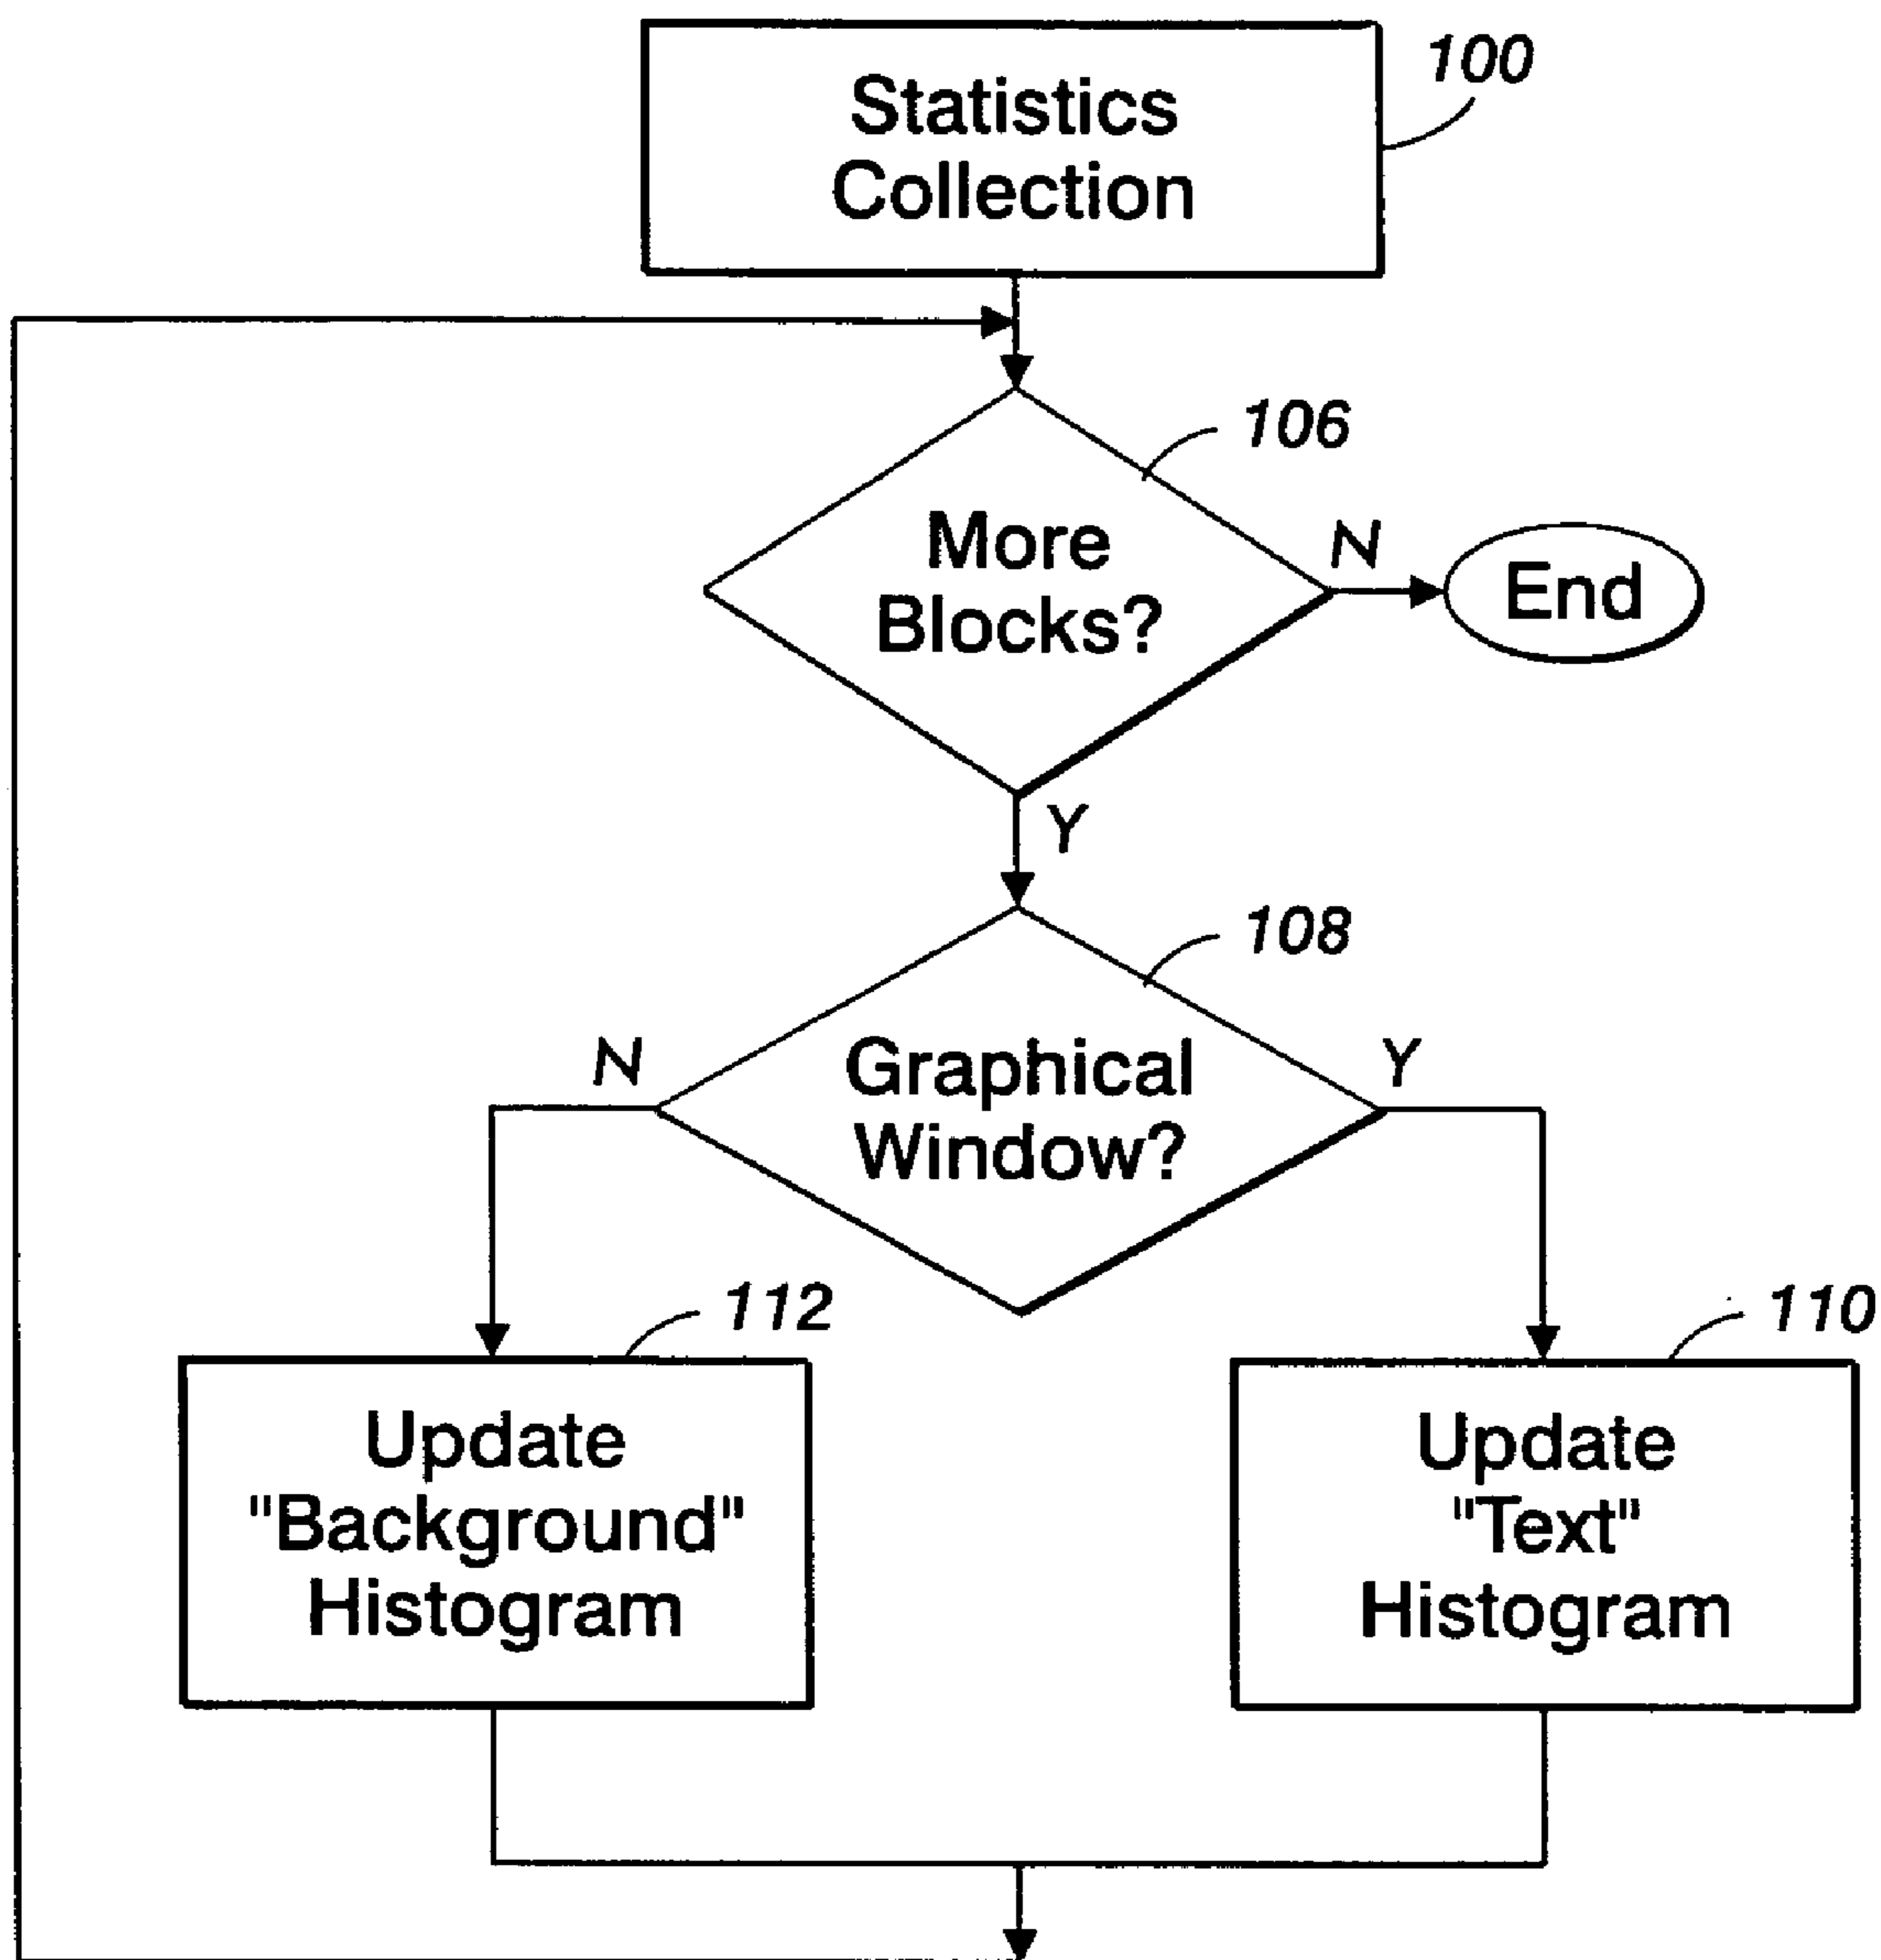 Statistics
Collection
100
106
More
Blocks?
N
End
Y
108
Graphical
Window?
N
Y
112
110
Update
"Background"
Histogram
Update
"Text"
Histogram